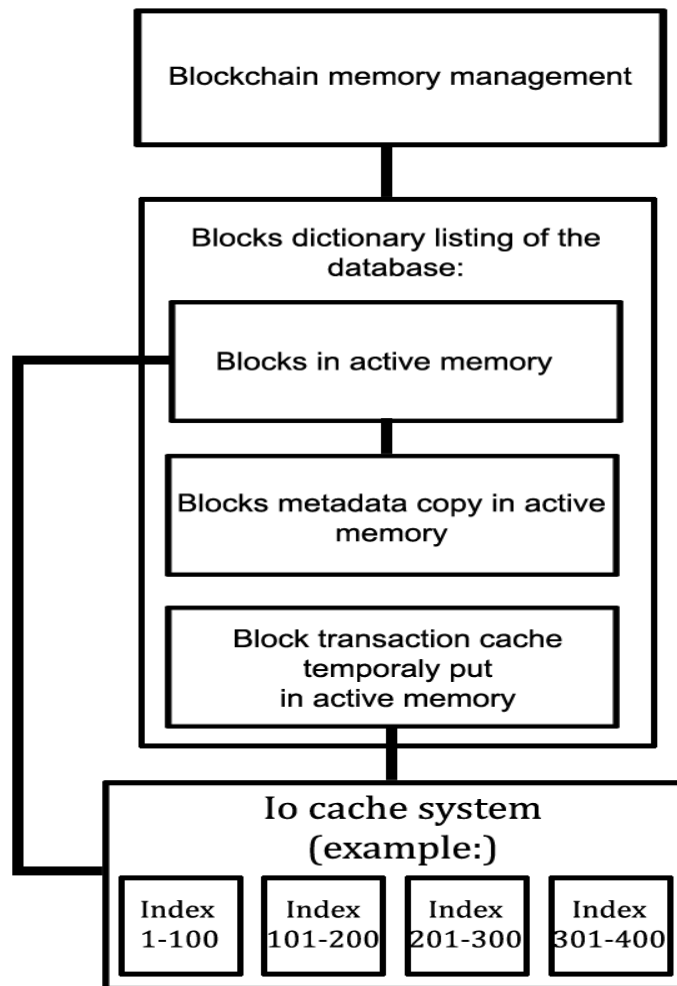 Blockchain memory management
Blocks dictionary listing of the
database:
Blocks in active memory
Blocks metadata copy in active
memory
Block transaction cache
temporaly put
in active memory
Io cache system
(example:)
Index
1-100
Index
101-200
Index
201-300
Index
301-400